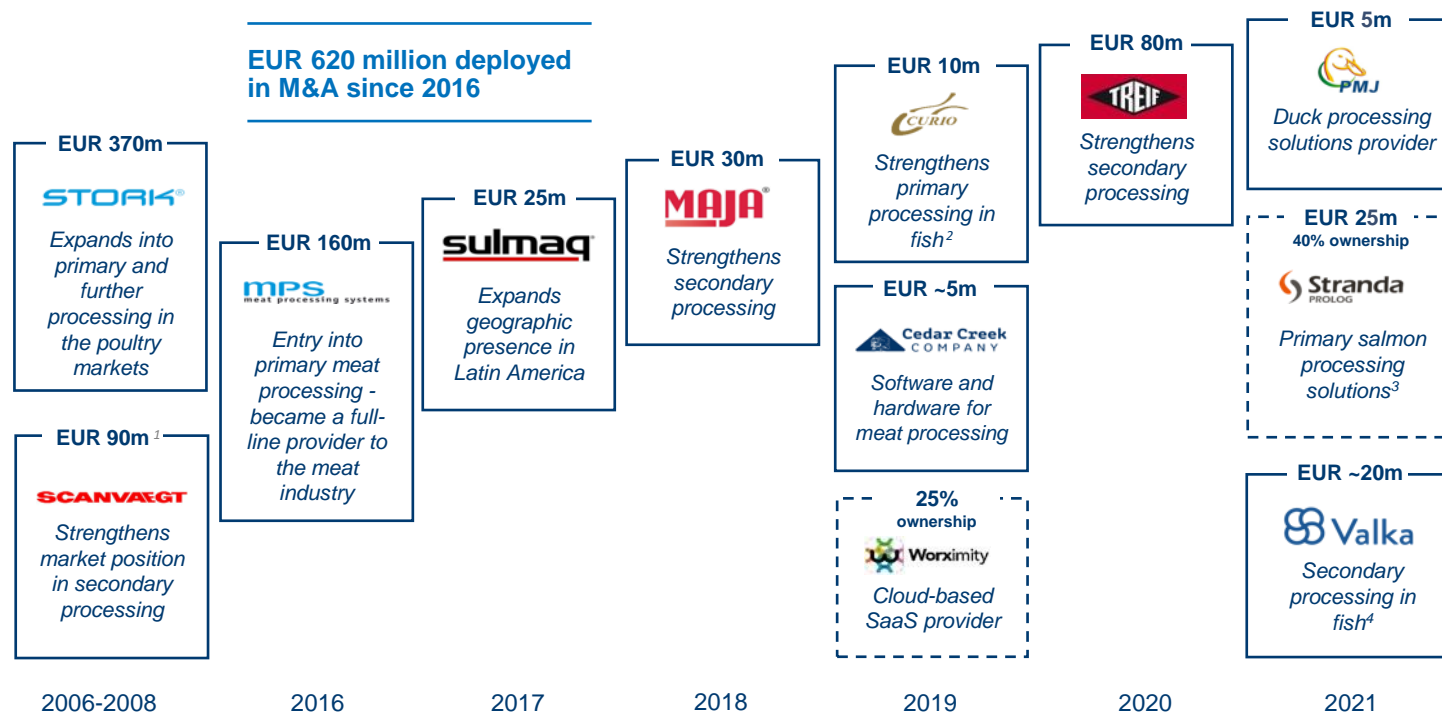 EUR 620 million deployed
in M&A since 2016
EUR 370m
STORK®
Expands into
primary and
further
processing in
the poultry
markets
EUR 90m 1
SCANVAEGT
Strengthens
market position
in secondary
processing
2006-2008
EUR 160m
MPS
meat processing systems
Entry into
primary meat
processing -
became a full-
line provider to
the meat
industry
2016
EUR 25m
sulmaq
Expands
geographic
presence in
Latin America
2017
EUR 30m
MAJA®
Strengthens
secondary
processing
2018
EUR 10m
CURIO
Strengthens
primary
processing in
fish2
EUR ~5m
Cedar Creek
COMPANY
Software and
hardware for
meat processing
25%
ownership
Worximity
Cloud-based
SaaS provider
2019
EUR 80m
TREIF
Strengthens
secondary
processing
2020
EUR 5m
PMJ
Duck processing
solutions provider
EUR 25m
40% ownership
Stranda
PROLOG
Primary salmon
processing
solutions3
EUR ~20m
Valka
Secondary
processing in
fish4
2021